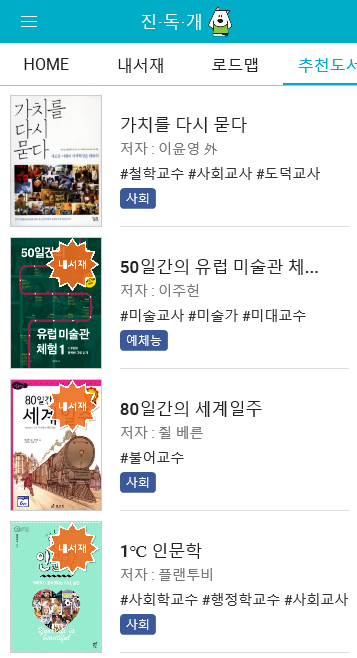 진·독·개
HOME 내서재 로드맵 추천도서
가치를
다시
묻다
가치를 다시 묻다
저자 : 이윤영 외
#철학교수 #사회교사 #도덕교사
사회
50일간의
내서재
유럽 미술관
체험 1
50일간의 유럽 미술관 체...
저자 : 이주헌
#미술교사 #미술가 #미대교수
예체능
80일간의
내서재
세계
80일간의 세계일주
저자 : 쥘 베른
#불어교수
사회
내서재
1℃ 인문학
저자 : 플랜투비
#사회학교수 #행정학교수 #사회교사
사회